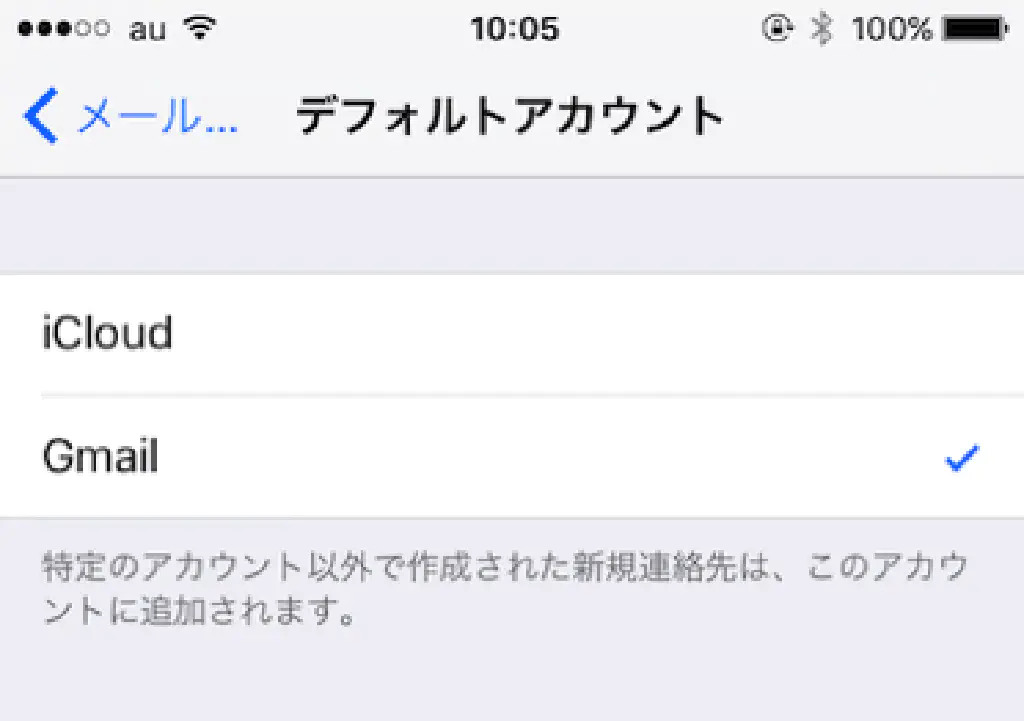 au 10:05 100%
メール... デフォルトアカウント
iCloud
Gmail
特定のアカウント以外で作成された新規連絡先は、このアカウ
ントに追加されます。